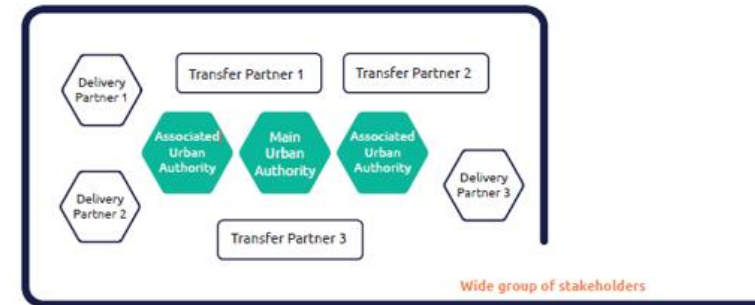 Delivery
Partner 1
Transfer Partner 1
Transfer Partner 2
Associated
Urban
Authority
Main
Urban
Authority
Associated
Urban
Authority
Delivery
Partner 2
Delivery
Partner 3
Transfer Partner 3
Wide group of stakeholders